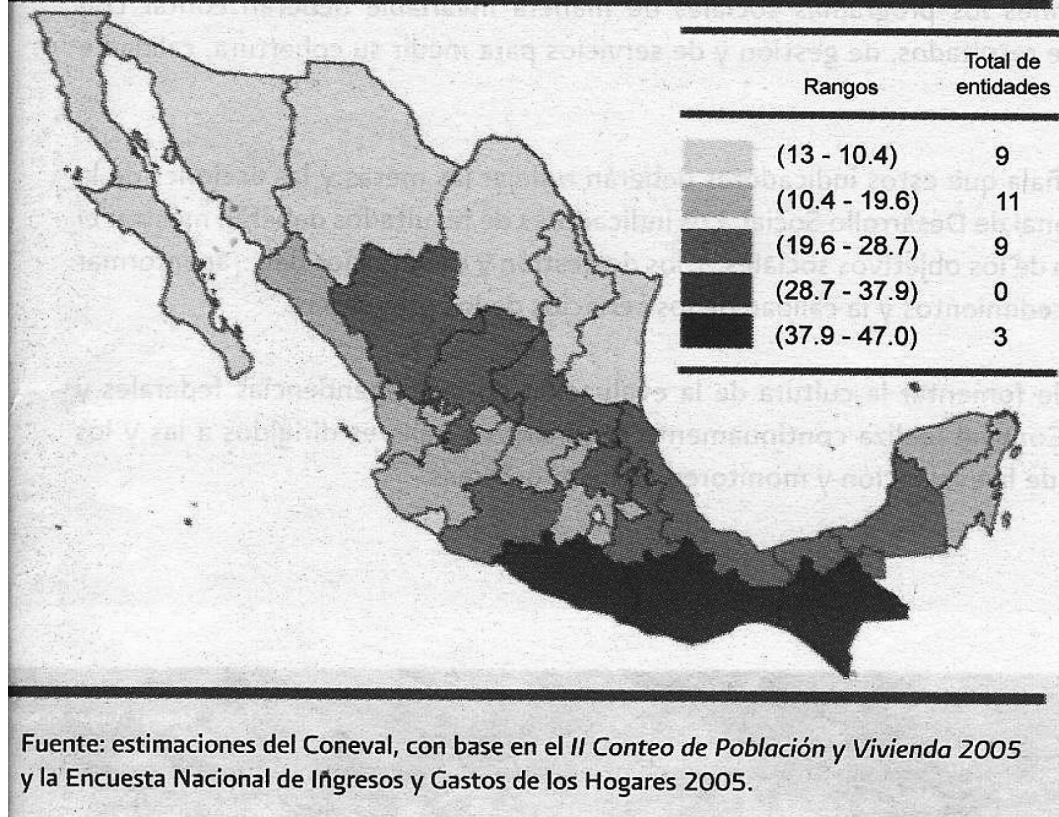 Rangos
Total de
entidades
(13 - 10.4) 9
(10.4 - 19.6) 11
(19.6 - 28.7) 9
(28.7 - 37.9) 0
(37.9 - 47.0) 3
Fuente: estimaciones del Coneval, con base en el II Conteo de Población y Vivienda 2005
y la Encuesta Nacional de Ingresos y Gastos de los Hogares 2005.